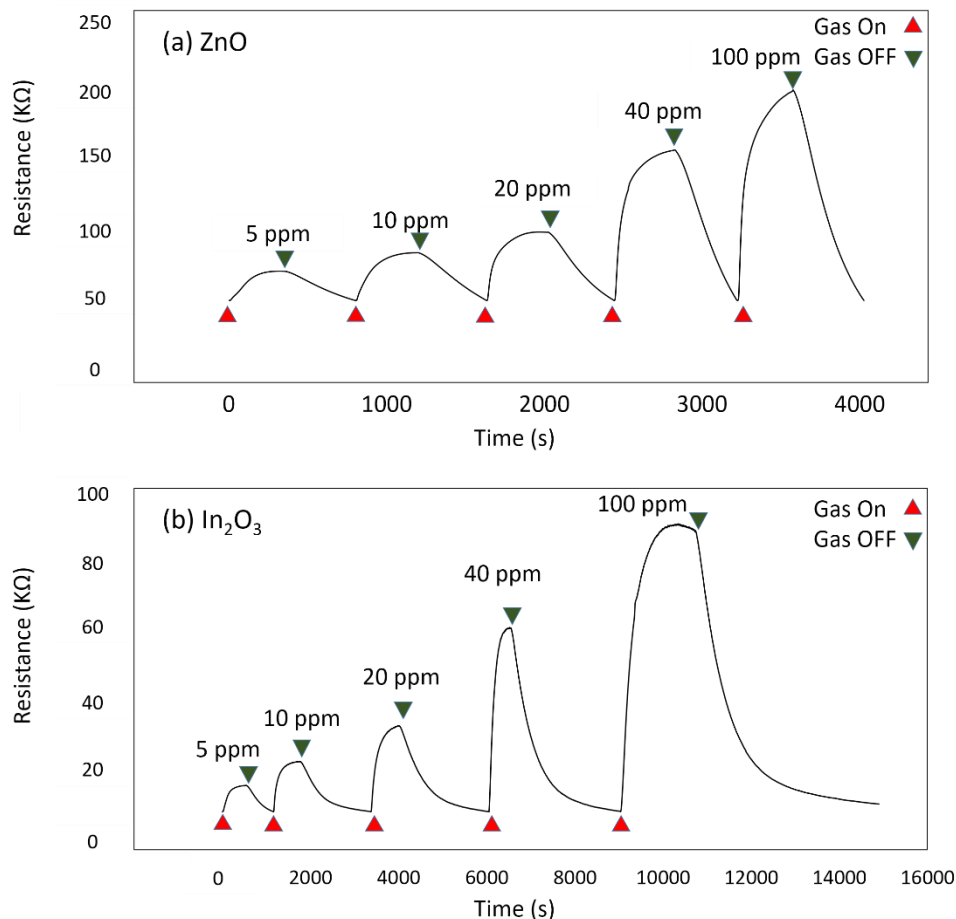 250
(a) ZnO
Gas On
Gas OFF
200
150
100
50
0
Resistance (KΩ)
5 ppm
10 ppm
20 ppm
40 ppm
100 ppm
0 1000 2000 3000 4000
Time (s)
100
(b) In₂O₃
Gas On
Gas OFF
80
60
40
20
0
Resistance (KΩ)
5 ppm
10 ppm
20 ppm
40 ppm
100 ppm
0 2000 4000 6000 8000 10000 12000 14000 16000
Time (s)